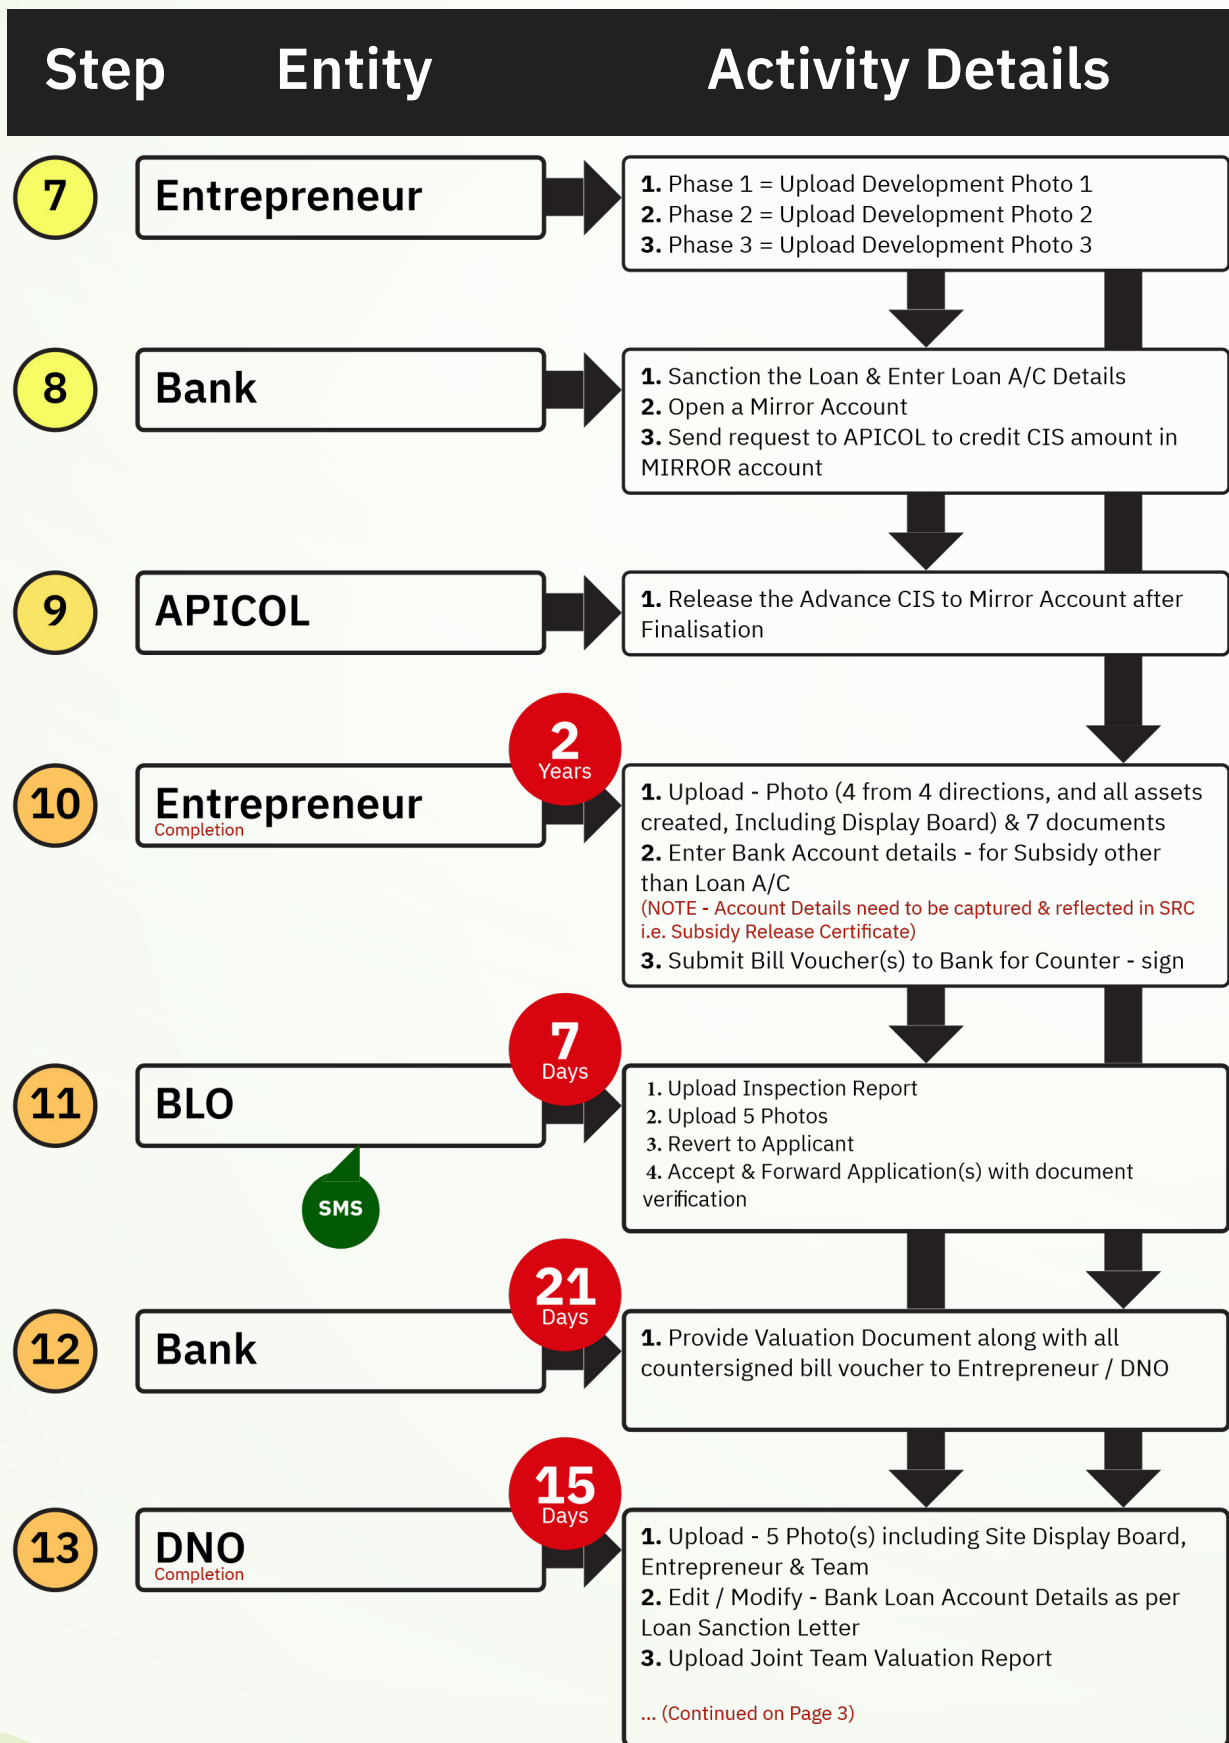 Step Entity Activity Details
7 Entrepreneur
1. Phase 1 = Upload Development Photo 1
2. Phase 2 = Upload Development Photo 2
3. Phase 3 = Upload Development Photo 3
8 Bank
1. Sanction the Loan & Enter Loan A/C Details
2. Open a Mirror Account
3. Send request to APICOL to credit CIS amount in
MIRROR account
9 APICOL
1. Release the Advance CIS to Mirror Account after
Finalisation
10 Entrepreneur
Completion
2
Years
1. Upload - Photo (4 from 4 directions, and all assets
created, Including Display Board) & 7 documents
2. Enter Bank Account details - for Subsidy other
than Loan A/C
(NOTE - Account Details need to be captured & reflected in SRC
i.e. Subsidy Release Certificate)
3. Submit Bill Voucher(s) to Bank for Counter - sign
11 BLO
7
Days
SMS
1. Upload Inspection Report
2. Upload 5 Photos
3. Revert to Applicant
4. Accept & Forward Application(s) with document
verification
12 Bank
21
Days
1. Provide Valuation Document along with all
countersigned bill voucher to Entrepreneur / DNO
13 DNO
Completion
15
Days
1. Upload - 5 Photo(s) including Site Display Board,
Entrepreneur & Team
2. Edit / Modify - Bank Loan Account Details as per
Loan Sanction Letter
3. Upload Joint Team Valuation Report
... (Continued on Page 3)